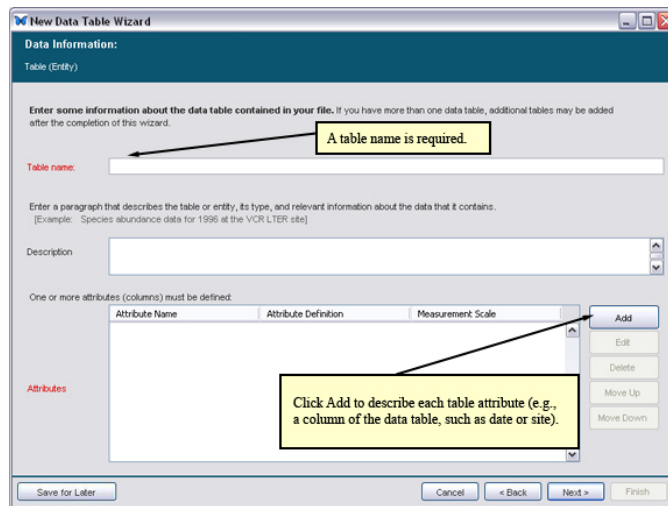 New Data Table Wizard
Data Information:
Table (Entity)
Enter some information about the data table contained in your file. If you have more than one data table, additional tables may be added
after the completion of this wizard.
A table name is required.
Table name:
Enter a paragraph that describes the table or entity, its type, and relevant information about the data that it contains.
[Example: Species abundance data for 1996 at the VCR LTER site]
Description
One or more attributes (columns) must be defined:
Attribute Name Attribute Definition Measurement Scale
Add
Edit
Delete
Attributes
Click Add to describe each table attribute (e.g.,
a column of the data table, such as date or site).
Move Up
Move Down
Save for Later Cancel < Back Next > Finish